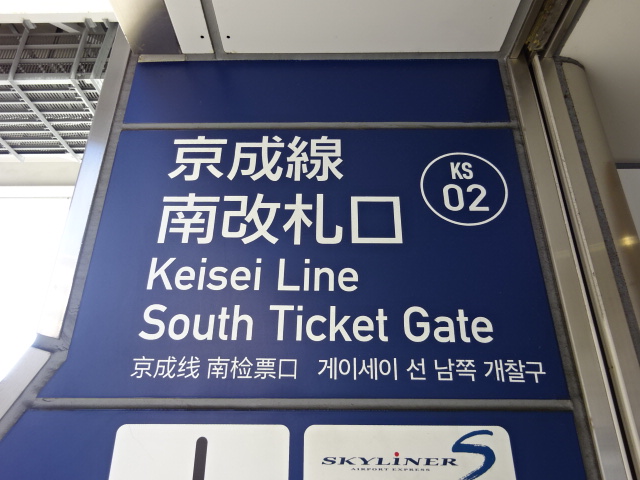 京成線
南改札口
KS
02
Keisei Line
South Ticket Gate
京成线 南检票口 게이세이 선 남쪽 개찰구
SKYLINER
AIRPORT EXPRESS